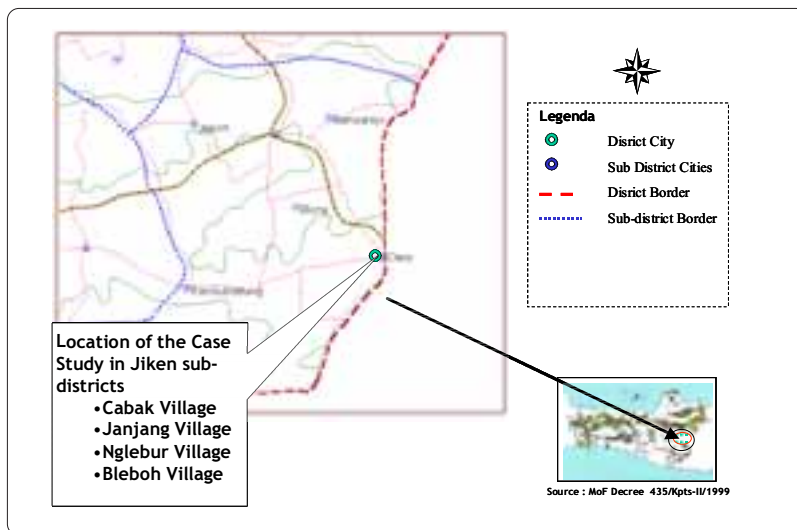 Legenda
Disrict City
Sub District Cities
Disrict Border
Sub-district Border
Location of the Case
Study in Jiken sub-
districts
•Cabak Village
•Janjang Village
•Nglebur Village
•Bleboh Village
Source : MoF Decree 435/Kpts-II/1999